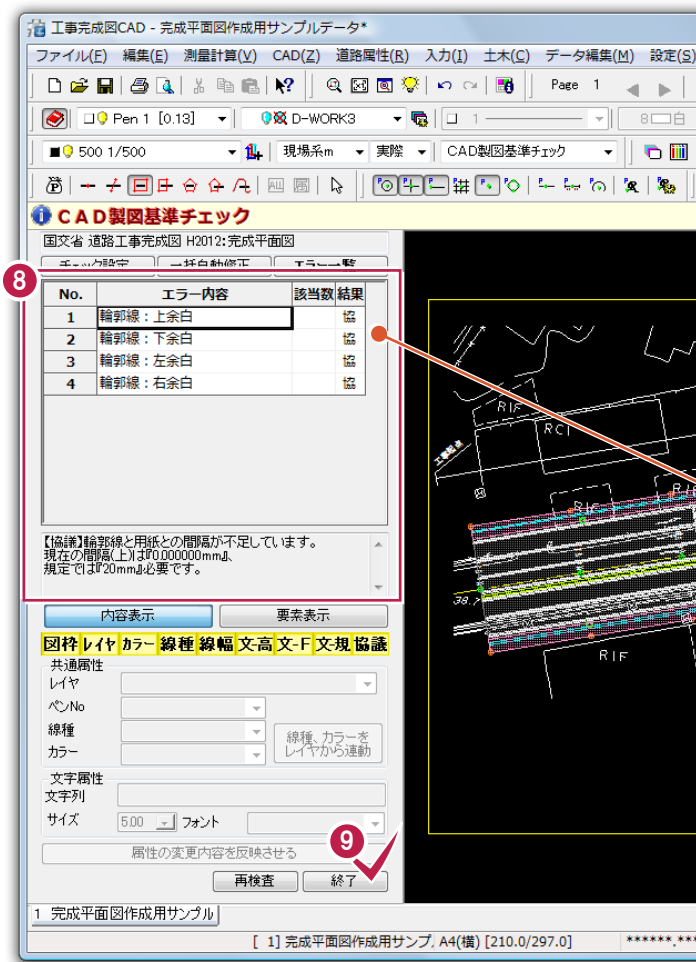 工事完成図CAD - 完成平面図作成用サンプルデータ*
ファイル(F) 編集(E) 測量計算(V) CAD(Z) 道路属性(R) 入力(I) 土木(C) データ編集(M) 設定(S)
Page 1
Pen 1 [0.13] D-WORK3 1 8 白
500 1/500 現場系m 実際 CAD製図基準チェック
CAD製図基準チェック
国交省 道路工事完成図 H2012:完成平面図
チェック設定 一括自動修正 エラー一覧
8
No. エラー内容 該当数 結果
1 輪郭線：上余白 協
2 輪郭線：下余白 協
3 輪郭線：左余白 協
4 輪郭線：右余白 協
【協議】輪郭線と用紙との間隔が不足しています。
現在の間隔(上)は『0.000000mm』、
規定では『20mm』必要です。
内容表示 要素表示
図枠 レイヤ カラー 線種 線幅 文-高 文-F 文-規 協議
共通属性
レイヤ
ペンNo
線種
カラー
線種、カラーを
レイヤから連動
文字属性
文字列
サイズ 5.00 フォント
属性の変更内容を反映させる
9
再検査 終了
RIF
RC
工事起点
RIF
38.7
RIF
1 完成平面図作成用サンプル
[ 1] 完成平面図作成用サンプ, A4(横) [210.0/297.0] ******.***